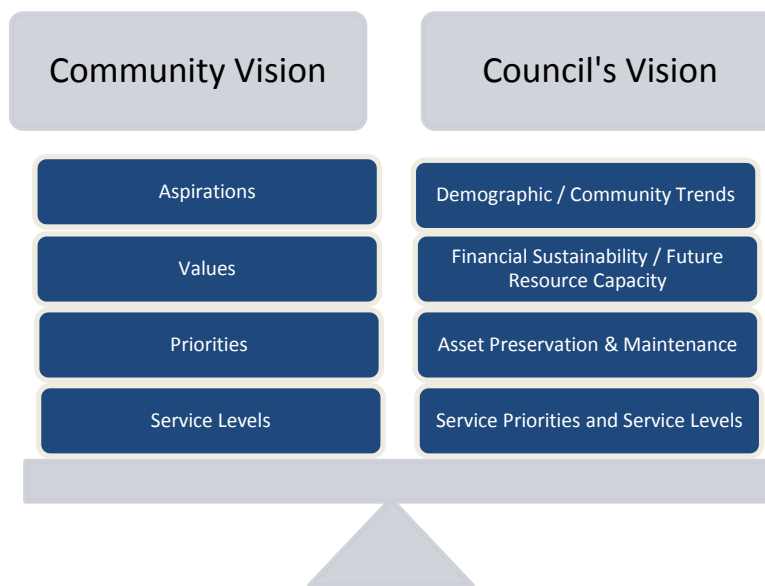 Community Vision
Aspirations
Values
Priorities
Service Levels
Council's Vision
Demographic / Community Trends
Financial Sustainability / Future
Resource Capacity
Asset Preservation & Maintenance
Service Priorities and Service Levels